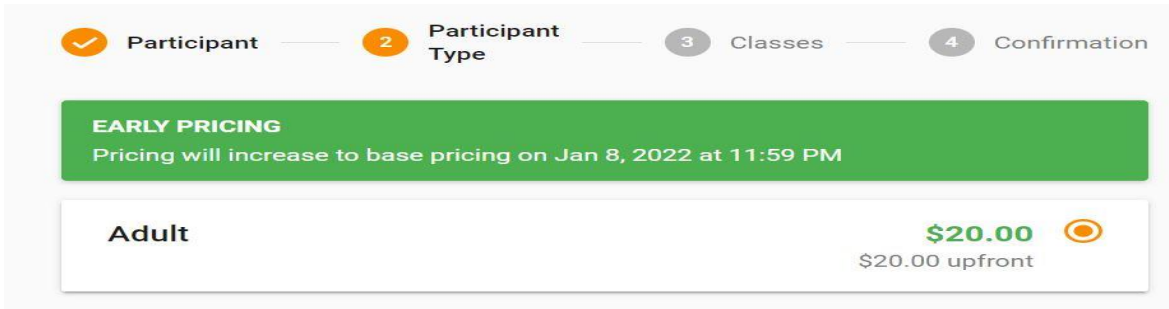 Participant
2
Participant
Type
3
Classes
4
Confirmation
EARLY PRICING
Pricing will increase to base pricing on Jan 8, 2022 at 11:59 PM
Adult
$20.00
$20.00 upfront